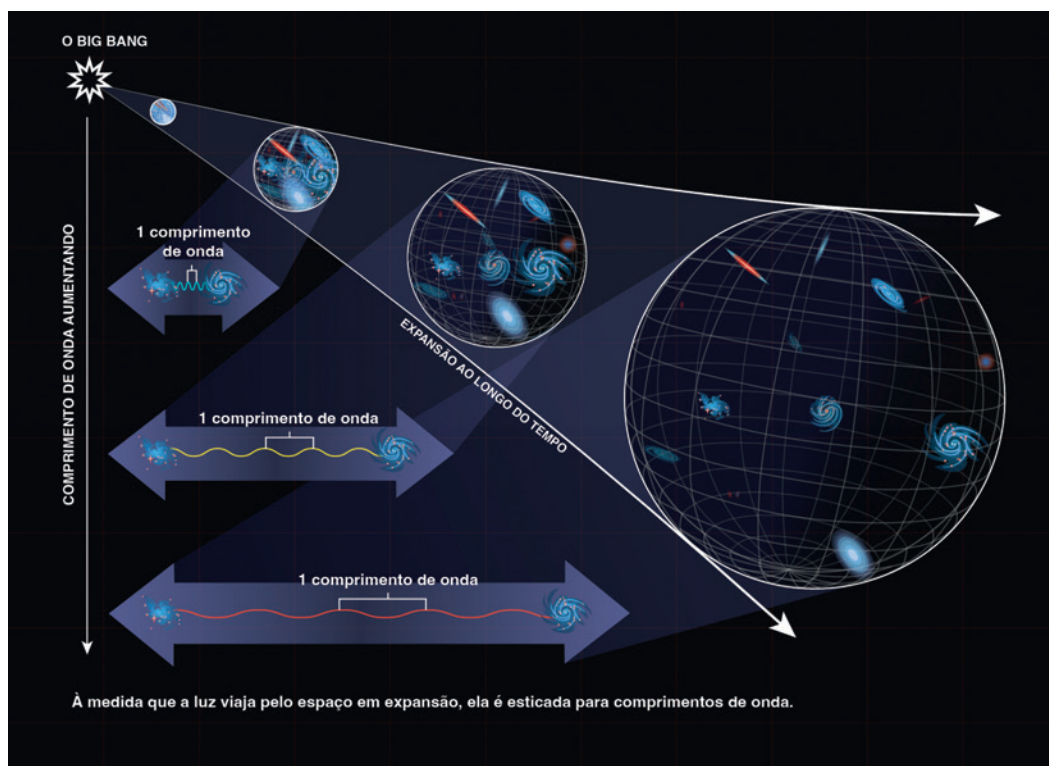 O BIG BANG
1 comprimento
de onda
COMPRIMENTO DE ONDA AUMENTANDO
EXPANSÃO AO LONGO DO TEMPO
1 comprimento de onda
1 comprimento de onda
À medida que a luz viaja pelo espaço em expansão, ela é esticada para comprimentos de onda.